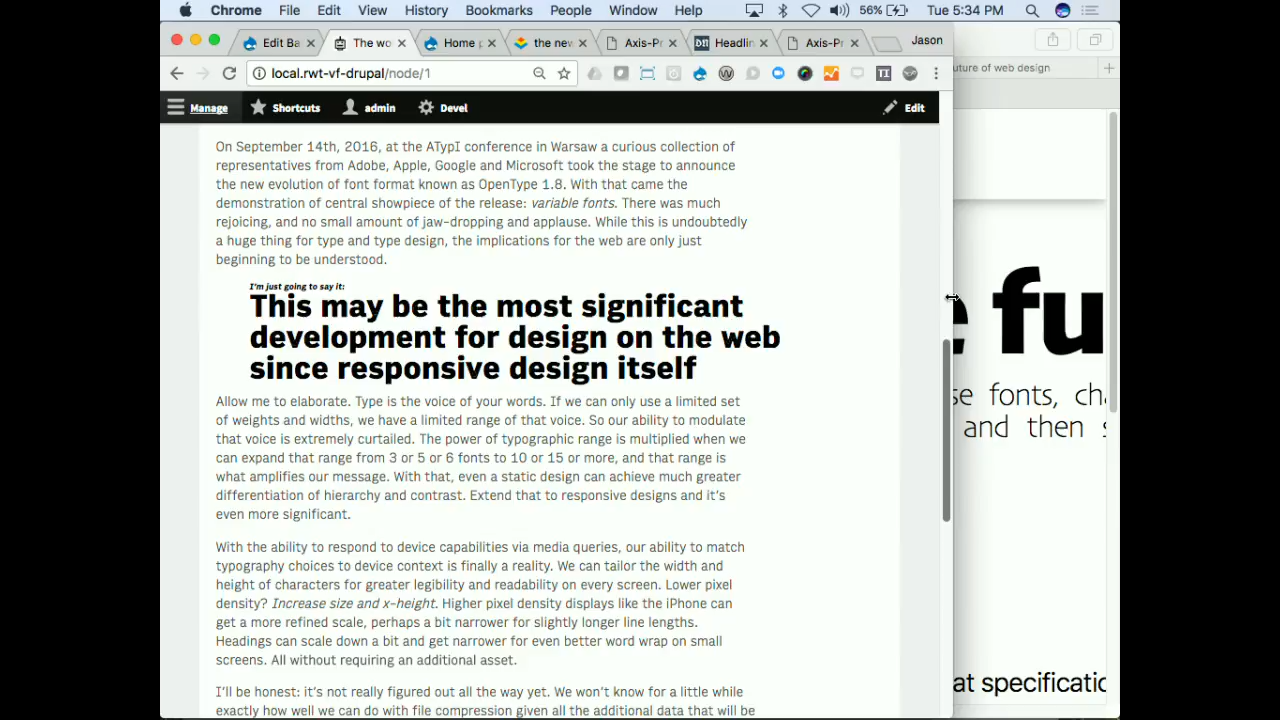 Chrome File Edit View History Bookmarks People Window Help 56% Tue 5:34 PM
Edit Ba The wo Home p the new Axis-Pr Headlin Axis-Pr Jason
local.rwt-vf-drupal/node/1
uture of web design
Manage Shortcuts admin Devel Edit
On September 14th, 2016, at the ATypI conference in Warsaw a curious collection of
representatives from Adobe, Apple, Google and Microsoft took the stage to announce
the new evolution of font format known as OpenType 1.8. With that came the
demonstration of central showpiece of the release: variable fonts. There was much
rejoicing, and no small amount of jaw-dropping and applause. While this is undoubtedly
a huge thing for type and type design, the implications for the web are only just
beginning to be understood.
I'm just going to say it:
This may be the most significant
development for design on the web
since responsive design itself
Allow me to elaborate. Type is the voice of your words. If we can only use a limited set
of weights and widths, we have a limited range of that voice. So our ability to modulate
that voice is extremely curtailed. The power of typographic range is multiplied when we
can expand that range from 3 or 5 or 6 fonts to 10 or 15 or more, and that range is
what amplifies our message. With that, even a static design can achieve much greater
differentiation of hierarchy and contrast. Extend that to responsive designs and it's
even more significant.
With the ability to respond to device capabilities via media queries, our ability to match
typography choices to device context is finally a reality. We can tailor the width and
height of characters for greater legibility and readability on every screen. Lower pixel
density? Increase size and x-height. Higher pixel density displays like the iPhone can
get a more refined scale, perhaps a bit narrower for slightly longer line lengths.
Headings can scale down a bit and get narrower for even better word wrap on small
screens. All without requiring an additional asset.
I'll be honest: it's not really figured out all the way yet. We won't know for a little while
exactly how well we can do with file compression given all the additional data that will be
e fu
se fonts, cha
and then s
at specificatio